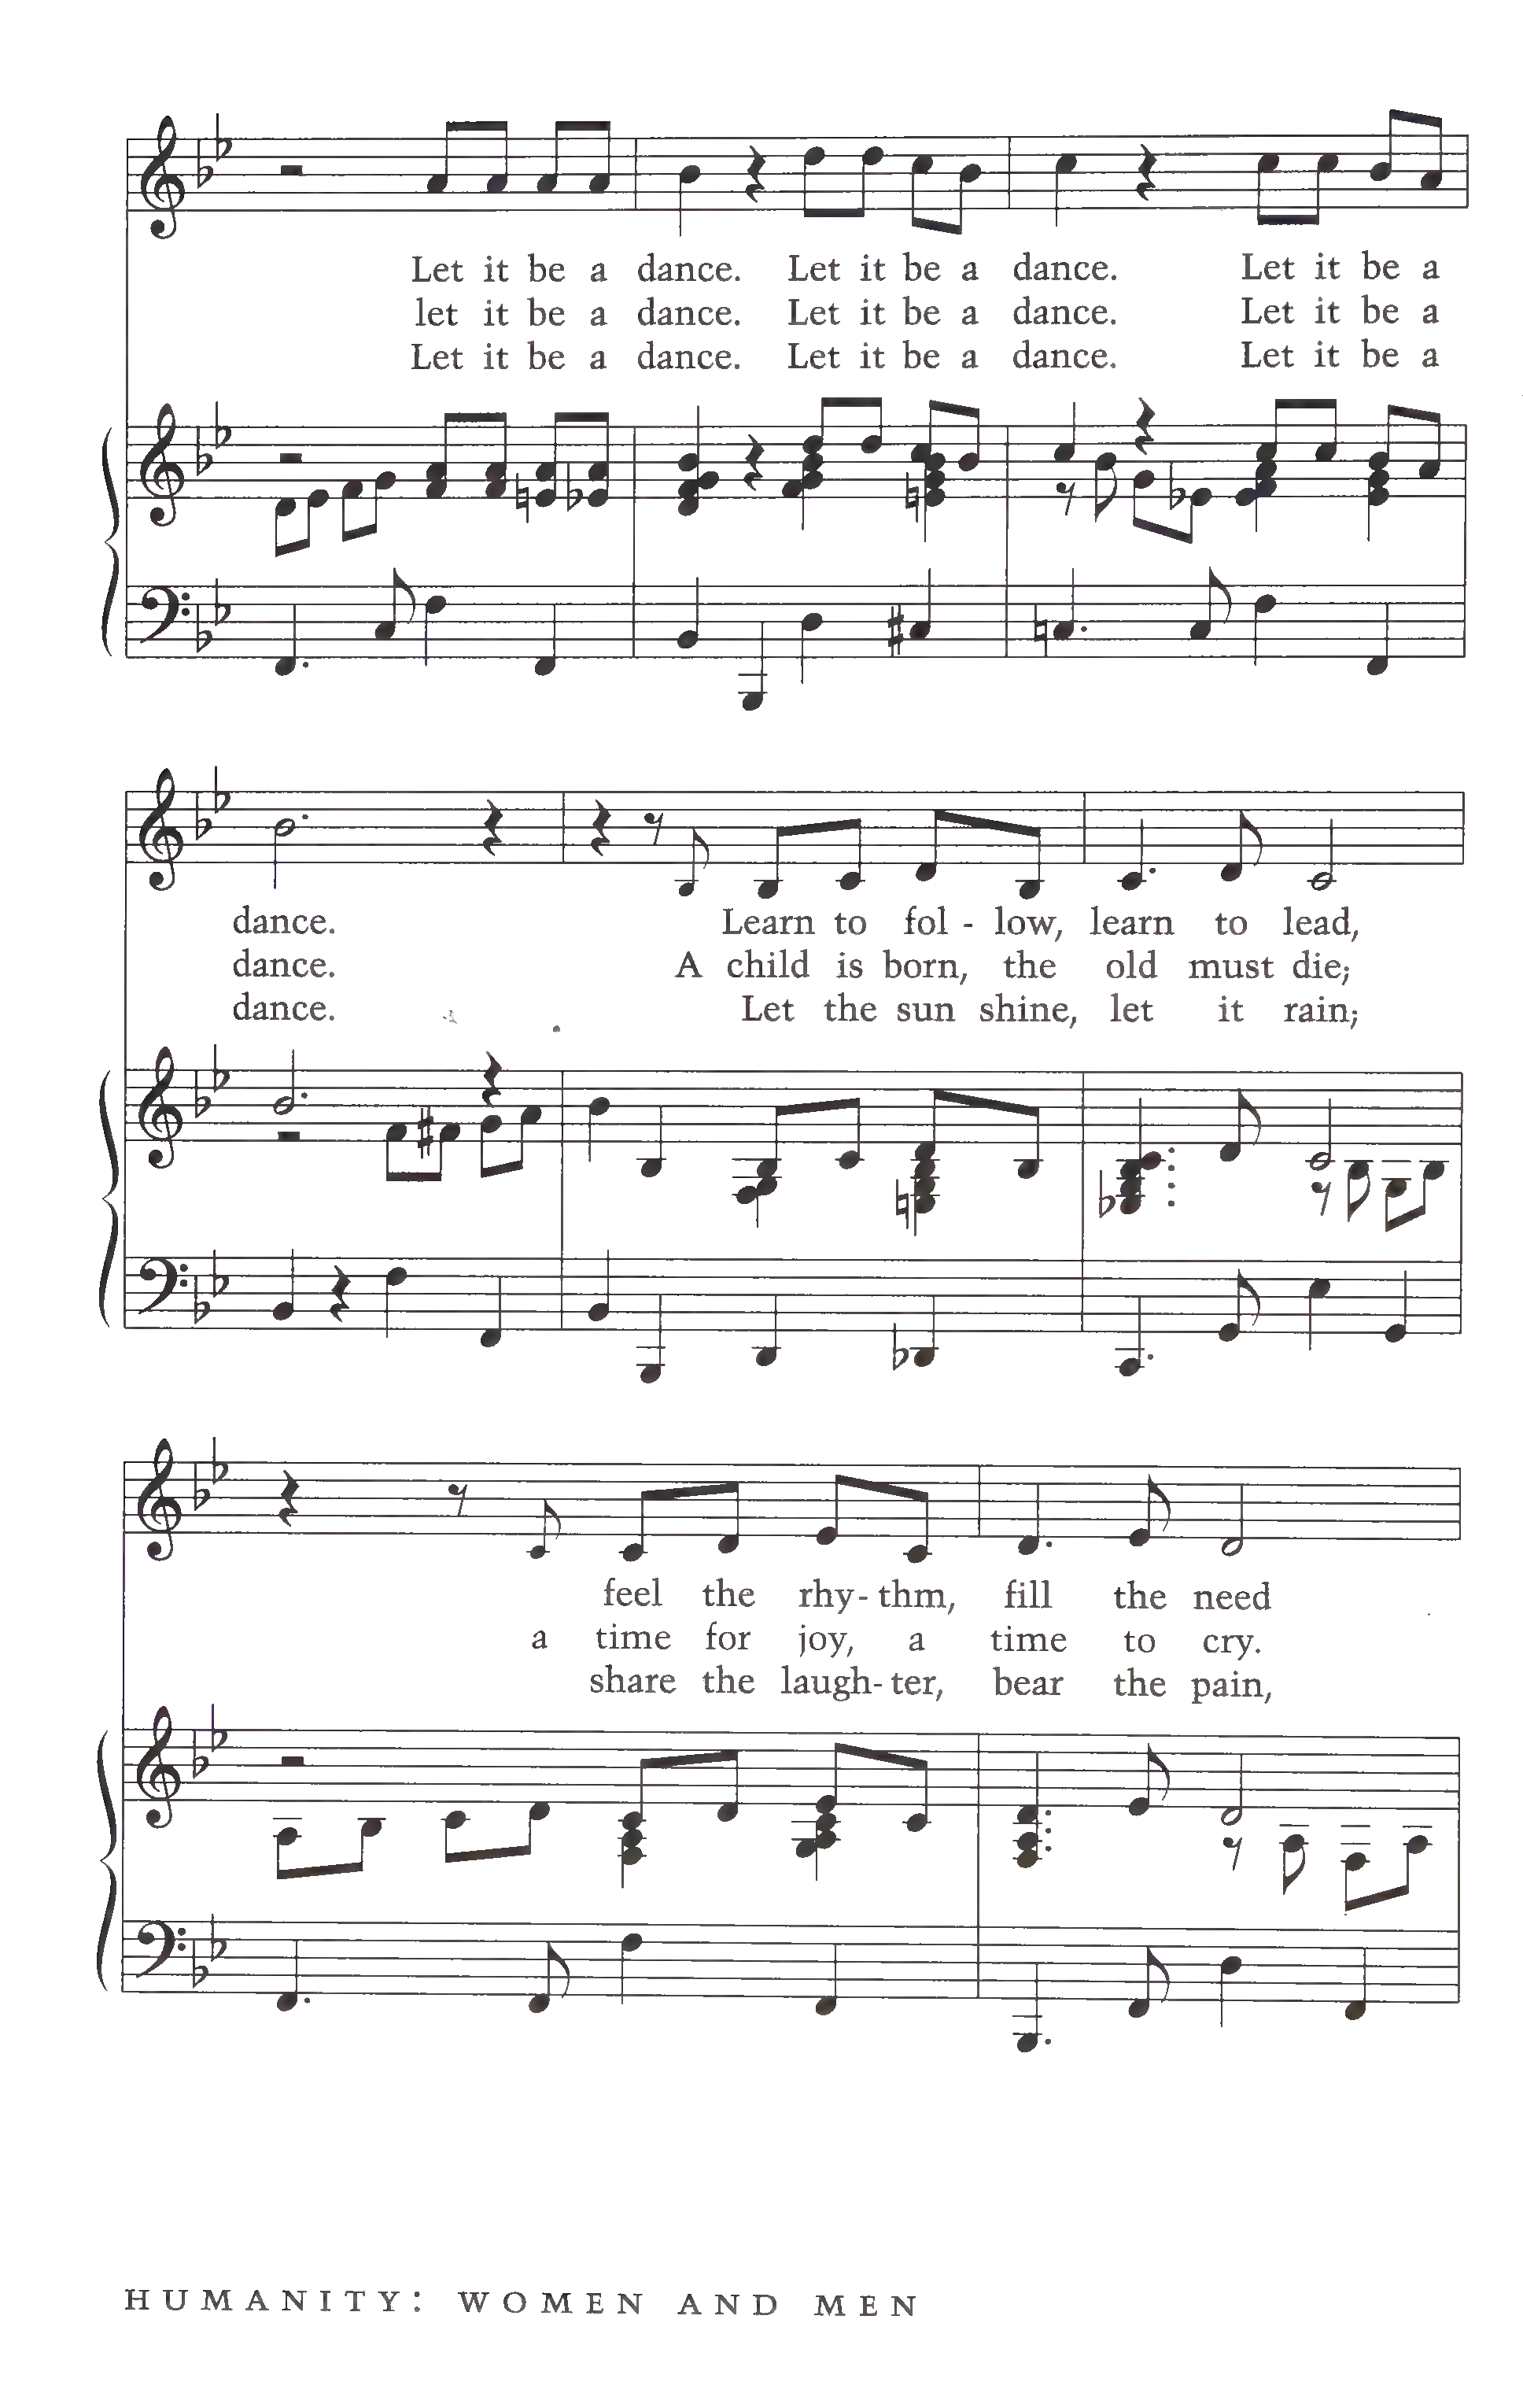 Let it be a dance. Let it be a dance. Let it be a
let it be a dance. Let it be a dance. Let it be a
Let it be a dance. Let it be a dance. Let it be a
dance. Learn to fol - low, learn to lead,
dance. A child is born, the old must die;
dance. Let the sun shine, let it rain;
feel the rhy - thm, fill the need
a time for joy, a time to cry.
share the laugh - ter, bear the pain,
HUMANITY: WOMEN AND MEN